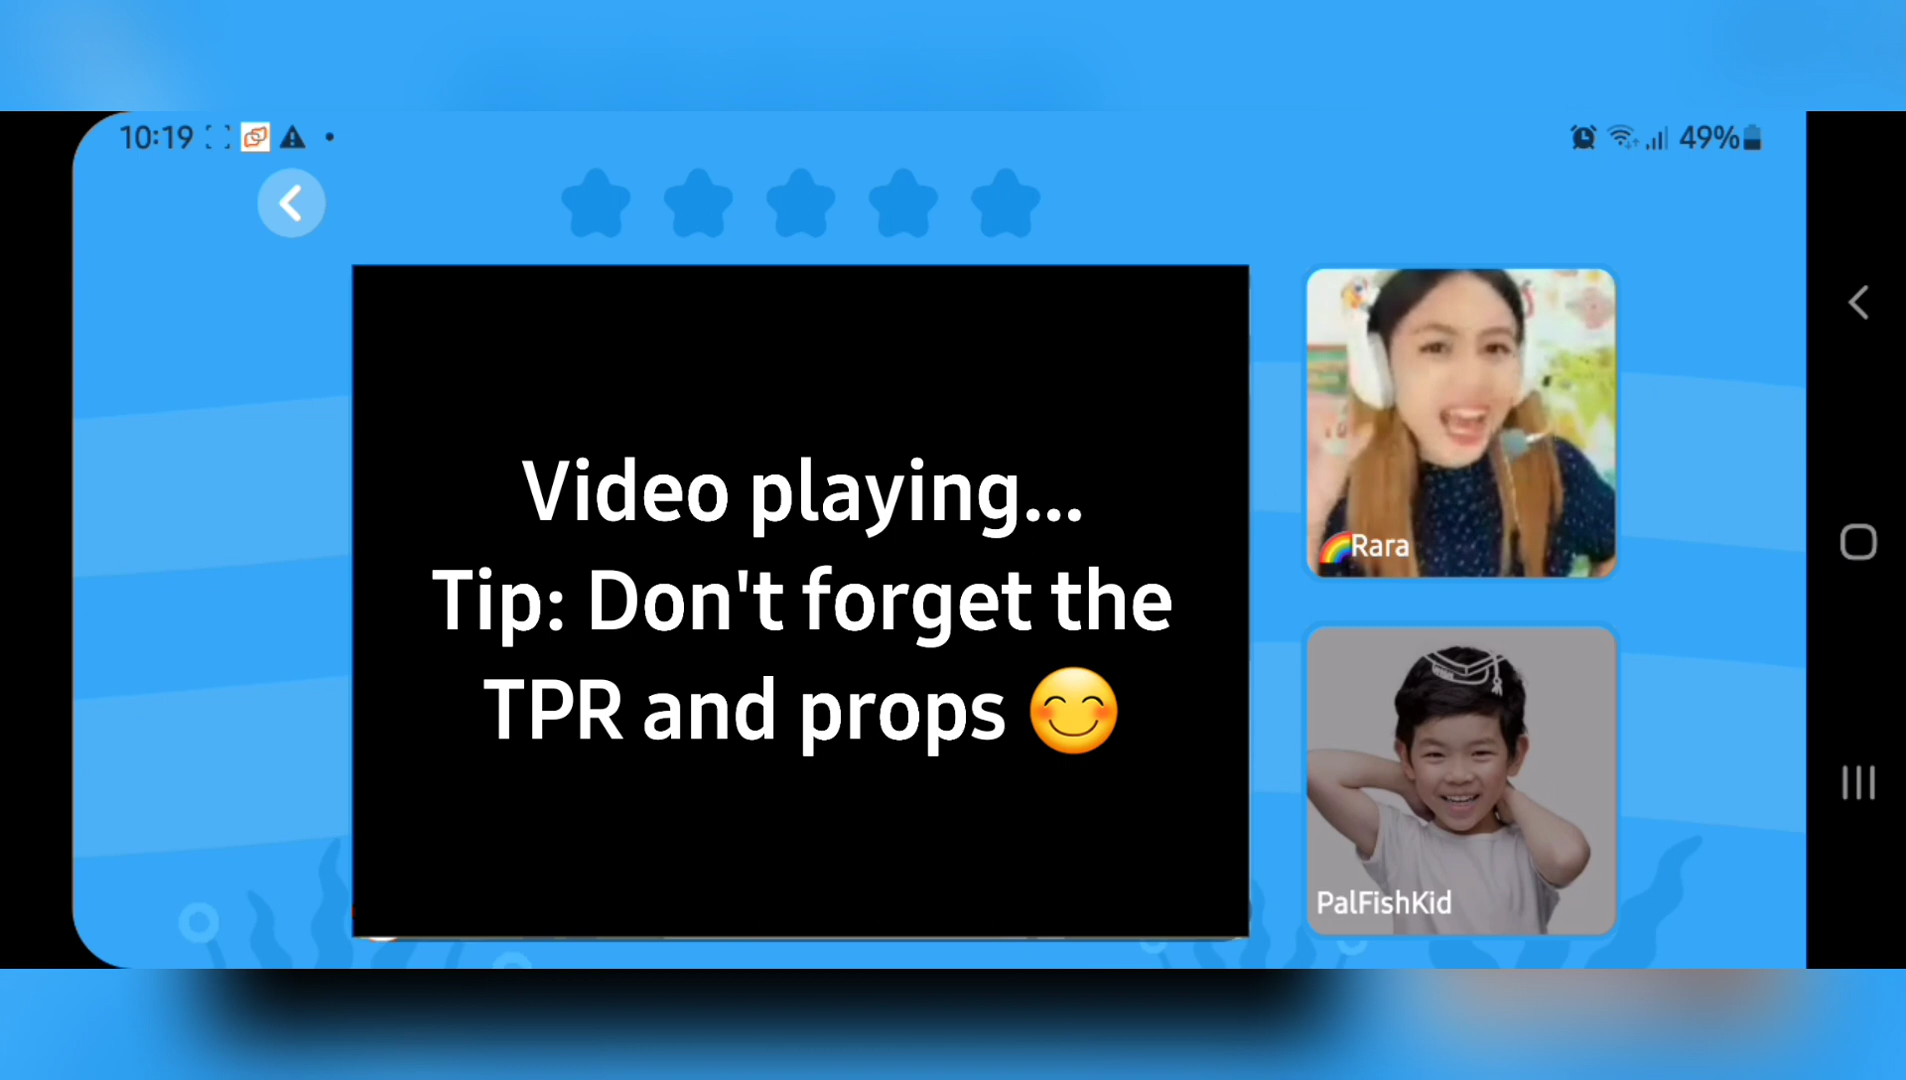 10:19
49%
Video playing...
Tip: Don't forget the
TPR and props 😊
🌈Rara
PalFishKid